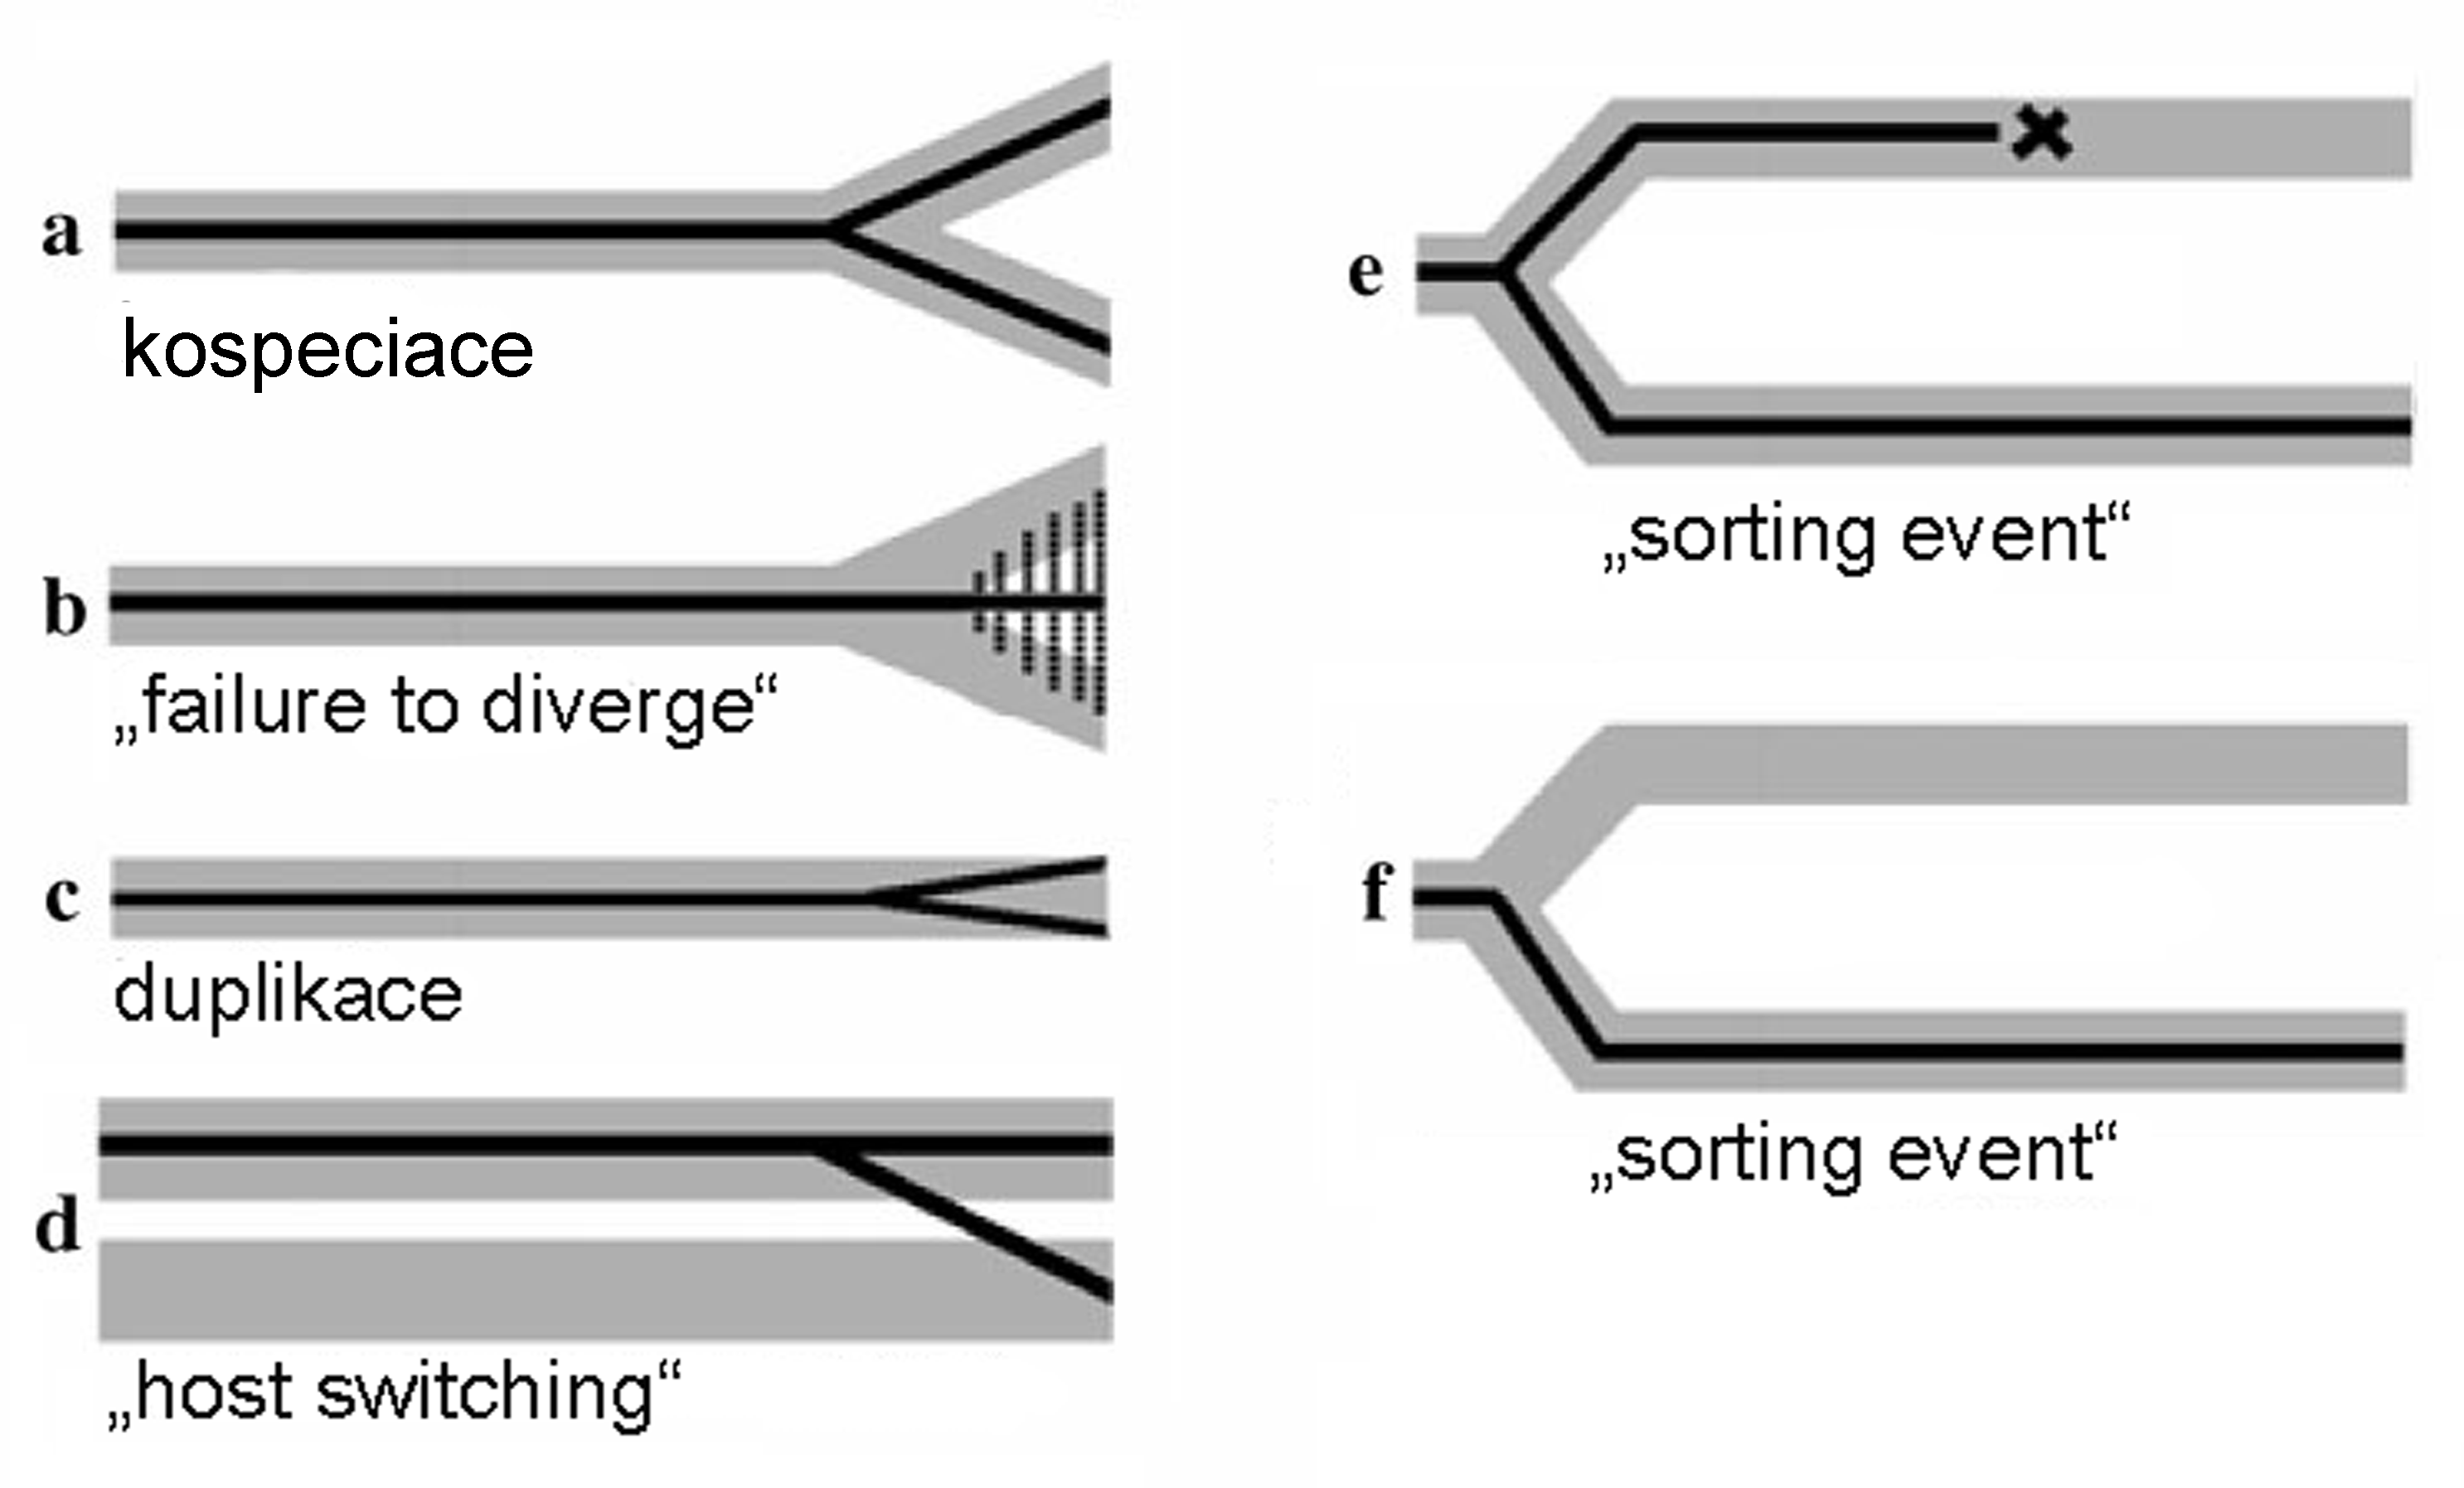 a
kospeciace
b
„failure to diverge“
c
duplikace
d
„host switching“
e
„sorting event“
f
„sorting event“